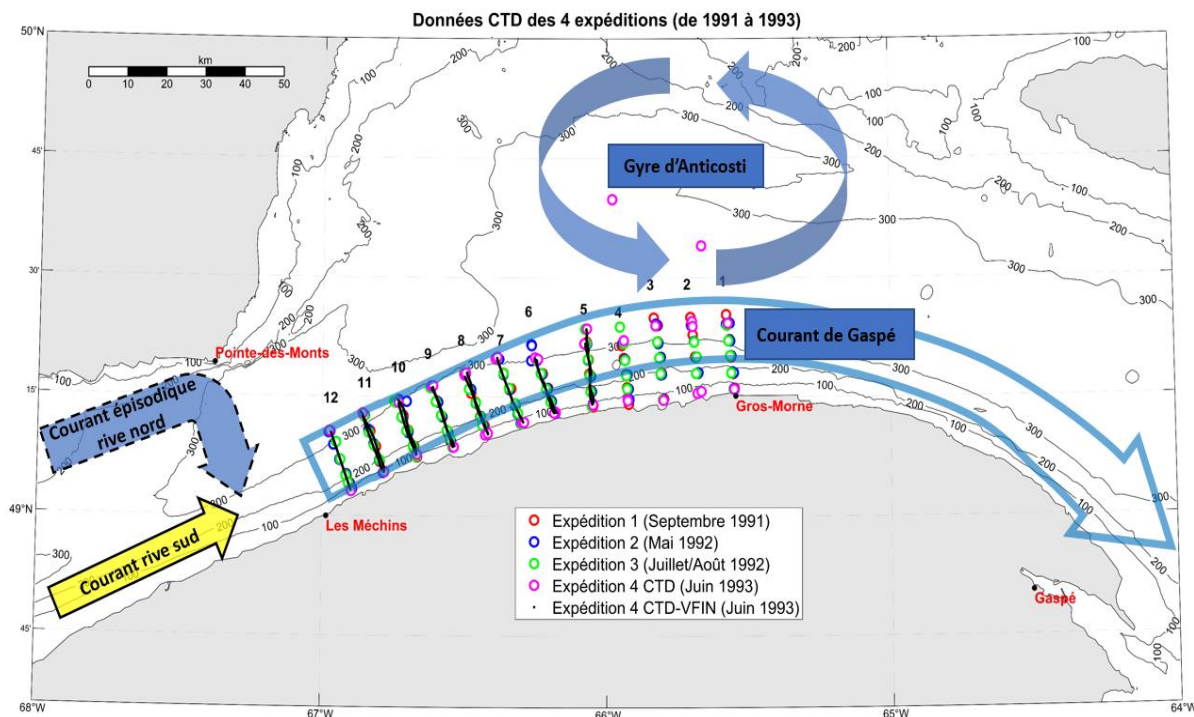 Données CTD des 4 expéditions (de 1991 à 1993)
50°N
km
0 10 20 30 40 50
45'
30'
15'
49°N
45'
Gyre d'Anticosti
Courant de Gaspé
3 2 1
6
5 4
8 7
10 9
12 11
Pointe-des-Monts
Courant épisodique
rive nord
Courant rive sud
Les Méchins
Gros-Morne
Gaspé
Expédition 1 (Septembre 1991)
Expédition 2 (Mai 1992)
Expédition 3 (Juillet/Août 1992)
Expédition 4 CTD (Juin 1993)
Expédition 4 CTD-VFIN (Juin 1993)
100
200
300
68°W 67°W 66°W 65°W 64°W